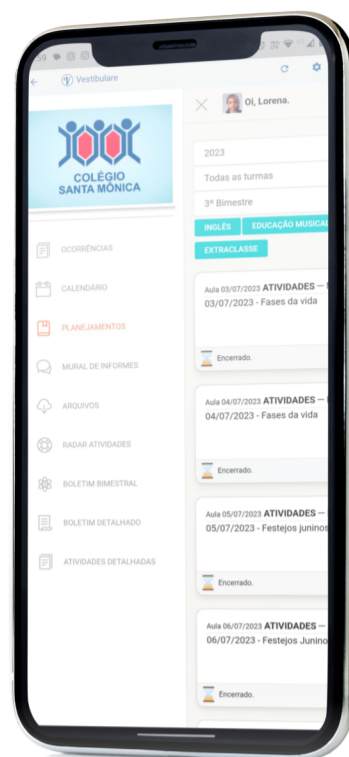 59
Vestibulare
COLÉGIO
SANTA MÔNICA
OCORRÊNCIAS
CALENDÁRIO
PLANEJAMENTOS
MURAL DE INFORMES
ARQUIVOS
RADAR ATIVIDADES
BOLETIM BIMESTRAL
BOLETIM DETALHADO
ATIVIDADES DETALHADAS
Oi, Lorena.
2023
Todas as turmas
3º Bimestre
INGLÊS EDUCAÇÃO MUSICAL
EXTRACLASSE
Aula 03/07/2023 ATIVIDADES —
03/07/2023 - Fases da vida
Encerrado.
Aula 04/07/2023 ATIVIDADES —
04/07/2023 - Fases da vida
Encerrado.
Aula 05/07/2023 ATIVIDADES —
05/07/2023 - Festejos juninos
Encerrado.
Aula 06/07/2023 ATIVIDADES —
06/07/2023 - Festejos Junino
Encerrado.